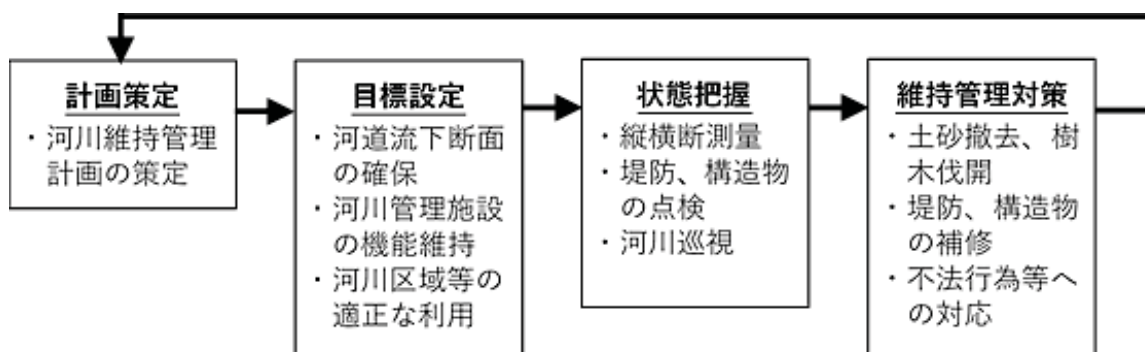 計画策定
・河川維持管理
計画の策定
目標設定
・河道流下断面
の確保
・河川管理施設
の機能維持
・河川区域等の
適正な利用
状態把握
・縦横断測量
・堤防、構造物
の点検
・河川巡視
維持管理対策
・土砂撤去、樹
木伐開
・堤防、構造物
の補修
・不法行為等へ
の対応